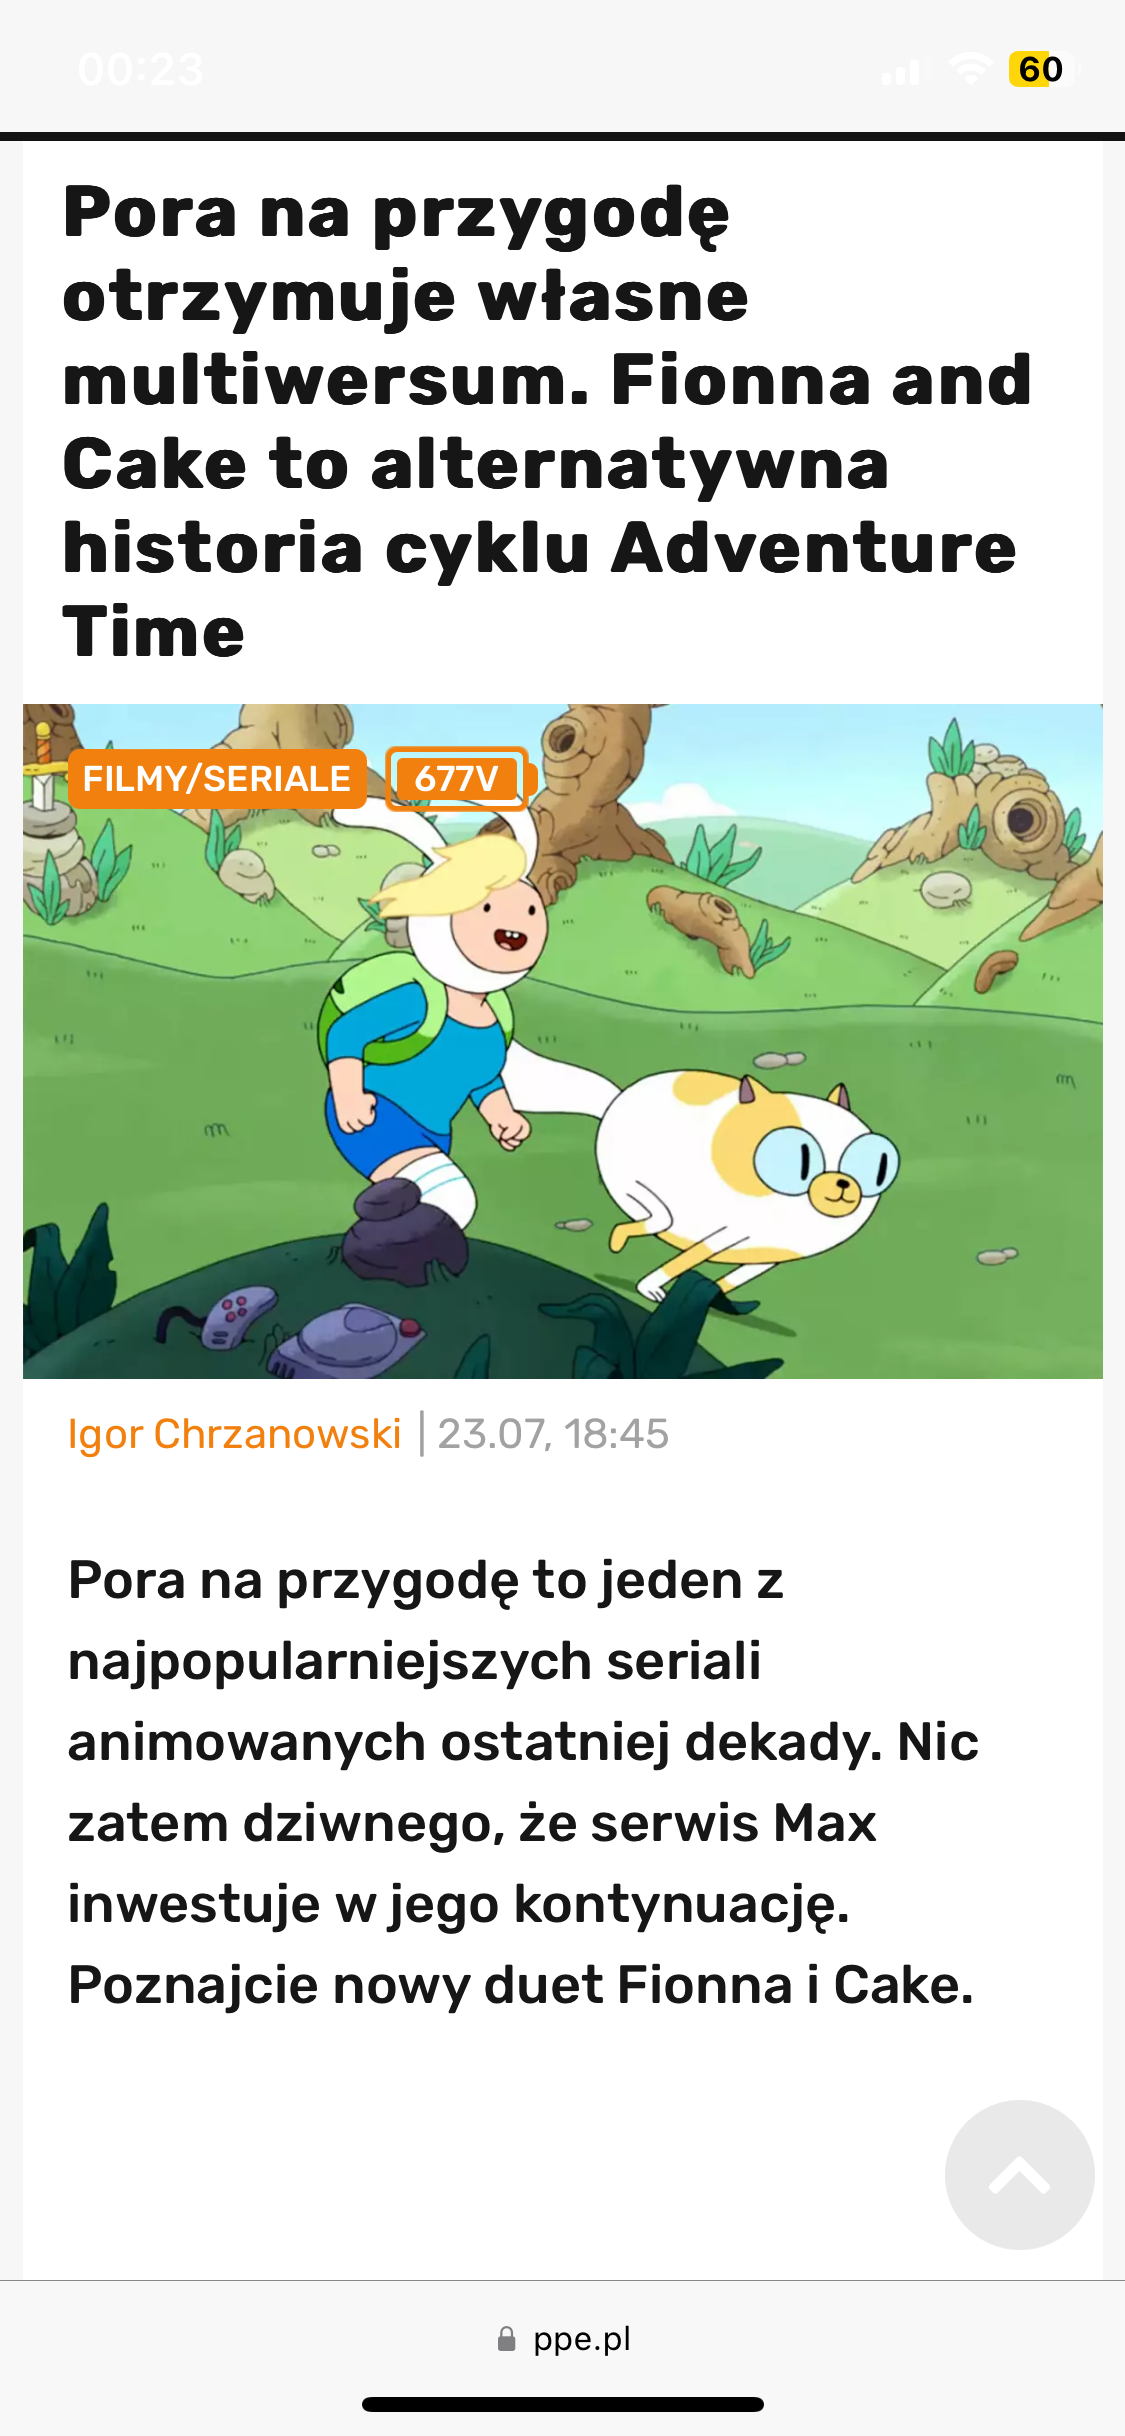 00:23
60
Pora na przygodę
otrzymuje własne
multiwersum. Fionna and
Cake to alternatywna
historia cyklu Adventure
Time
FILMY/SERIALE 677V
Igor Chrzanowski | 23.07, 18:45
Pora na przygodę to jeden z
najpopularniejszych seriali
animowanych ostatniej dekady. Nic
zatem dziwnego, że serwis Max
inwestuje w jego kontynuację.
Poznajcie nowy duet Fionna i Cake.
ppe.pl